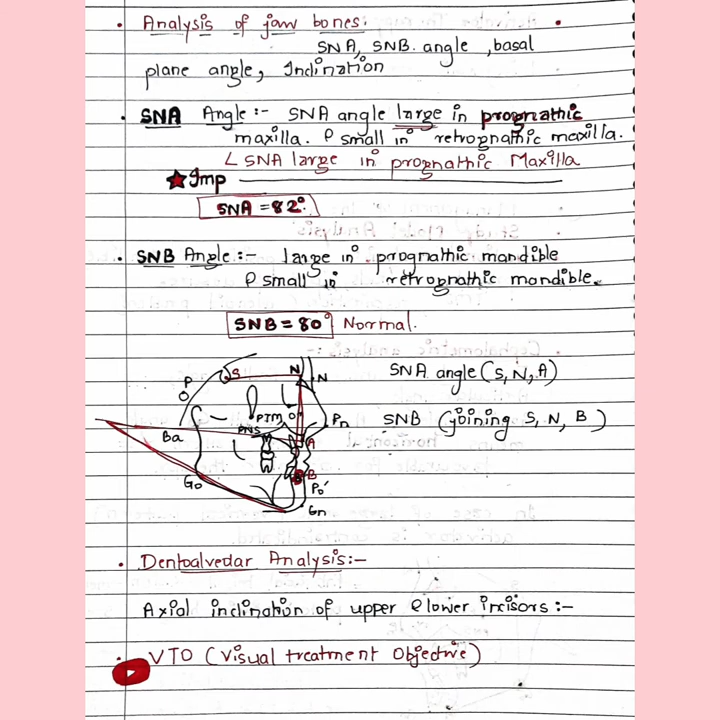 Analysis of jaw bones:
SNA, SNB angle, basal
plane angle, Inclination
SNA Angle :- SNA angle large in prognathic
maxilla. & small in retrognathic maxilla.
∠ SNA large in prognathic Maxilla
★ Imp
SNA = 82°.
SNB Angle :- large in prognathic mandible
& small in retrognathic mandible.
SNB = 80° Normal.
SNA angle (S, N, A)
SNB (joining S, N, B)
S N N
P
O
PTM O Pn
Ba PNS A
B
Go Po'
Gn
Dentoalvedar Analysis :-
Axial inclination of upper & lower incisors :-
VTO (Visual treatment Objective)